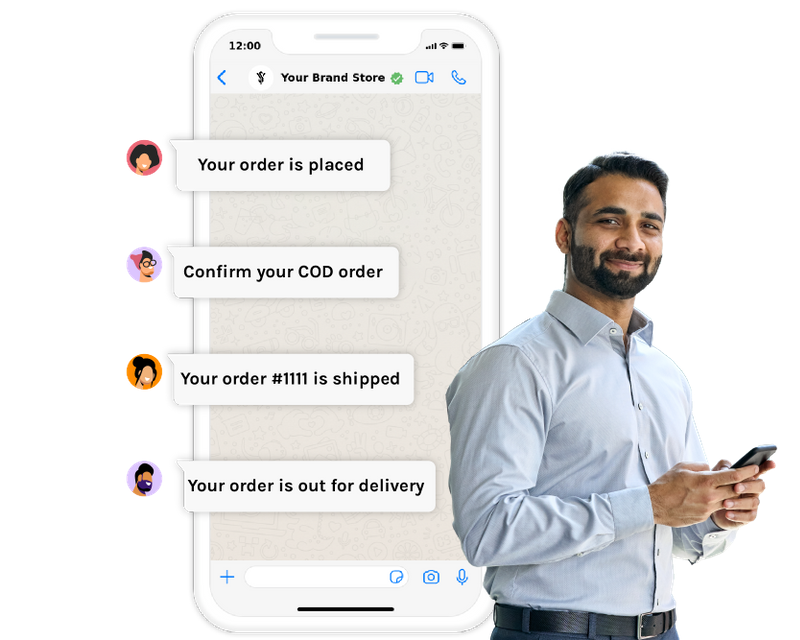 12:00
Your Brand Store
Your order is placed
Confirm your COD order
Your order #1111 is shipped
Your order is out for delivery